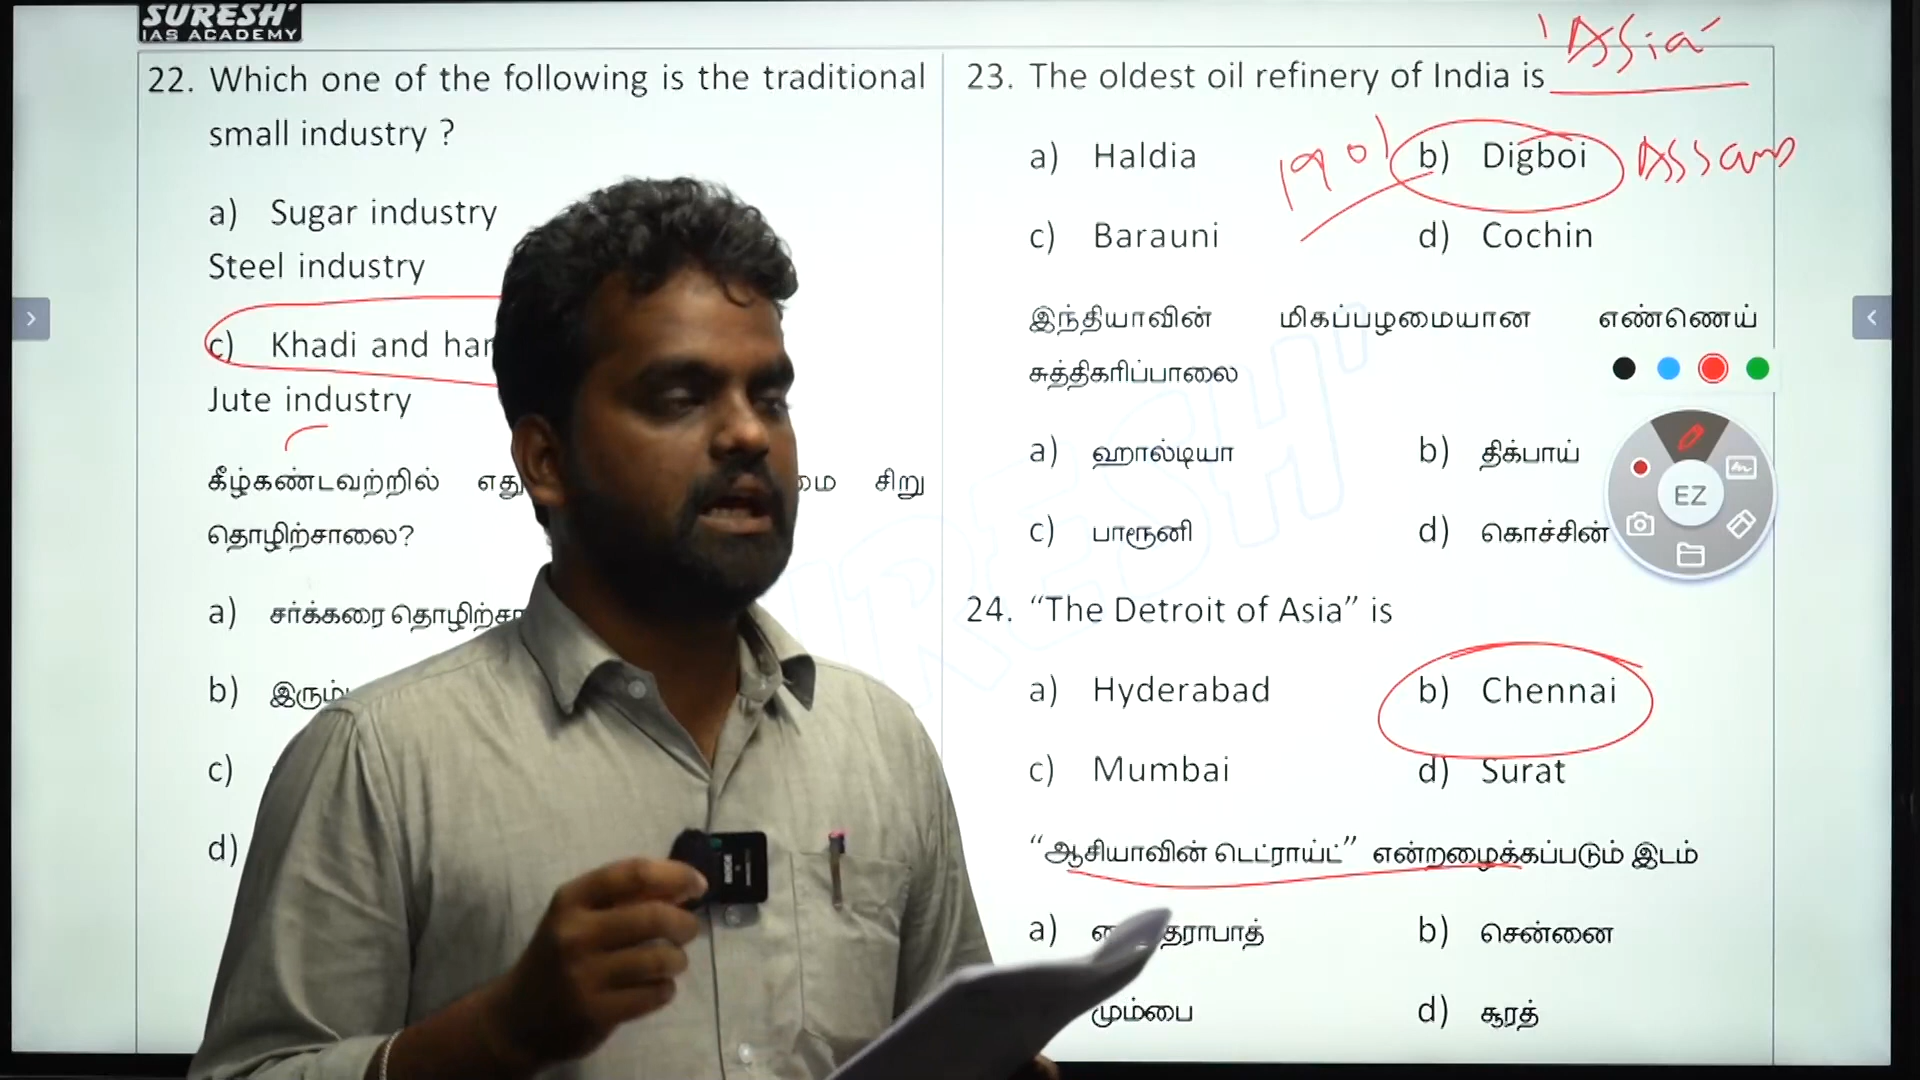 SURESH'
IAS ACADEMY
22. Which one of the following is the traditional
small industry ?
a) Sugar industry
Steel industry
c) Khadi and
Jute industry
கீழ்கண்டவற்றில் சிறு
தொழிற்சாலை?
a) சர்க்கரை
b)
c)
d)
'Asia'
23. The oldest oil refinery of India is
a) Haldia 1901 b) Digboi Assam
c) Barauni d) Cochin
இந்தியாவின் மிகப்பழமையான எண்ணெய்
சுத்திகரிப்பாலை
a) ஹால்டியா b) திக்பாய்
c) பாரூனி d) கொச்சின்
EZ
24. “The Detroit of Asia” is
a) Hyderabad b) Chennai
c) Mumbai d) Surat
“ஆசியாவின் டெட்ராய்ட்” என்றழைக்கப்படும் இடம்
a) b) சென்னை
மும்பை d) சூரத்
SURESH'